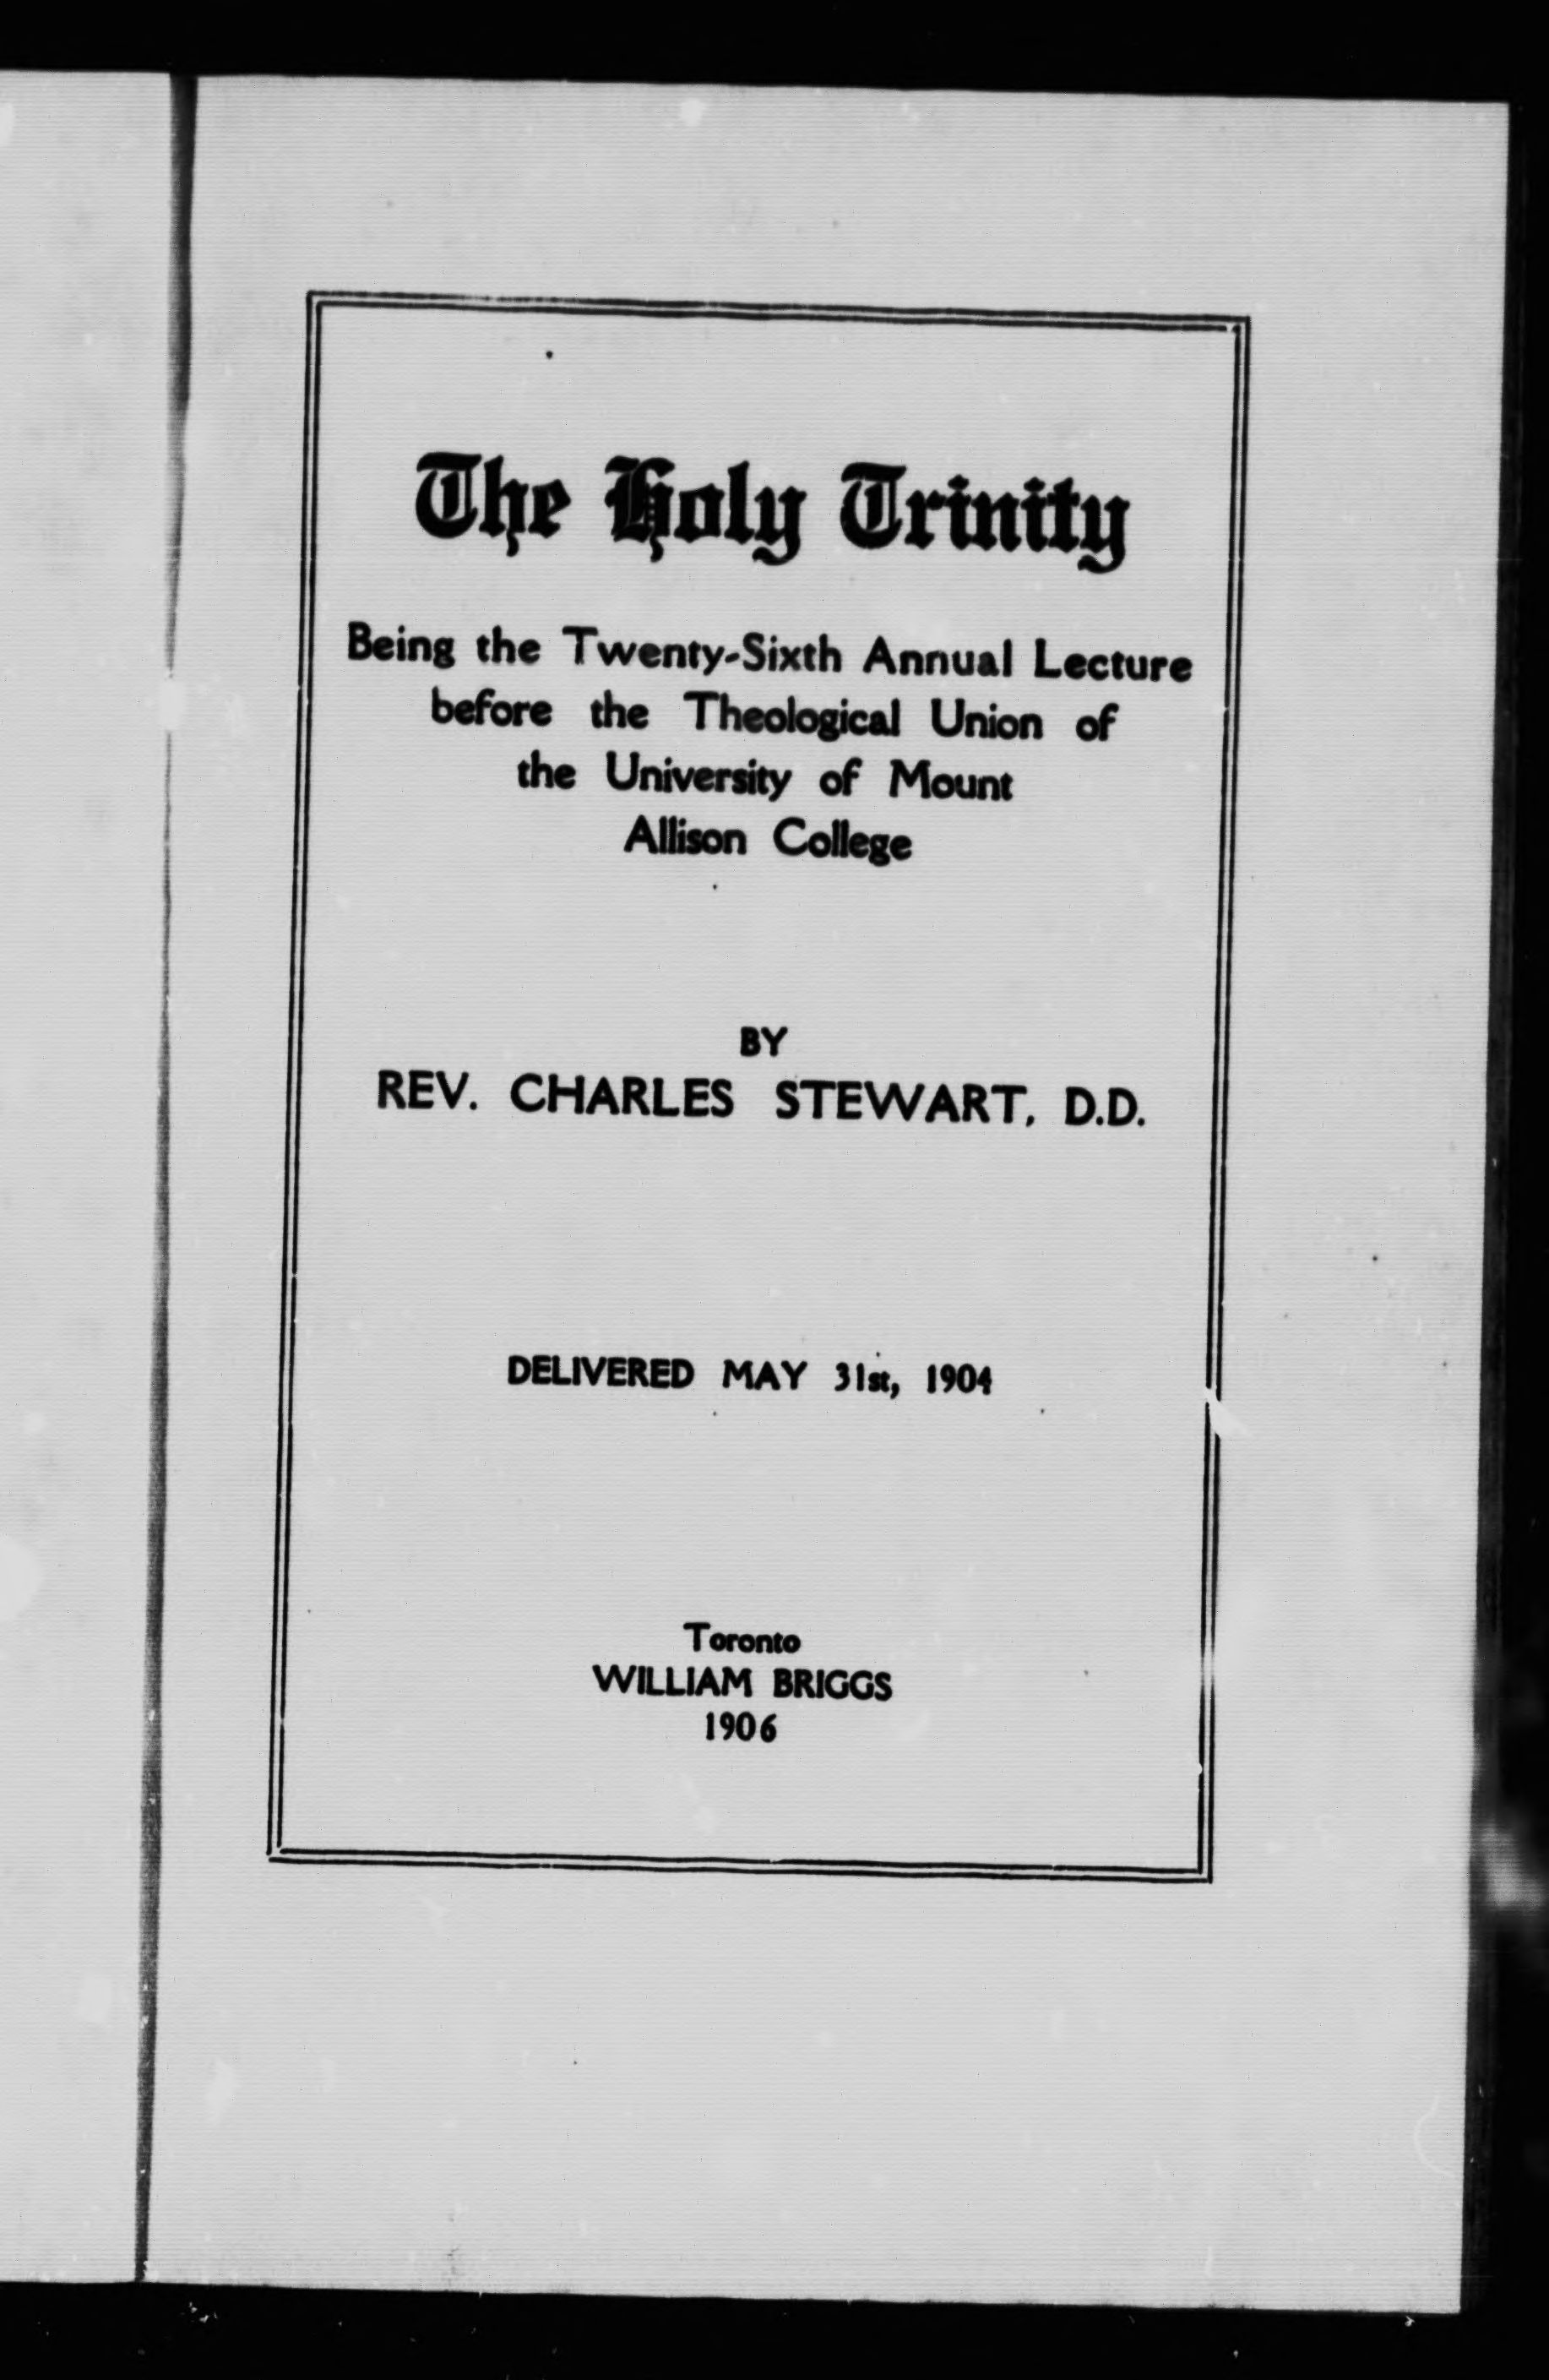 The Holy Trinity
Being the Twenty-Sixth Annual Lecture
before the Theological Union of
the University of Mount
Allison College
BY
REV. CHARLES STEWART, D.D.
DELIVERED MAY 31st, 1904
Toronto
WILLIAM BRIGGS
1906